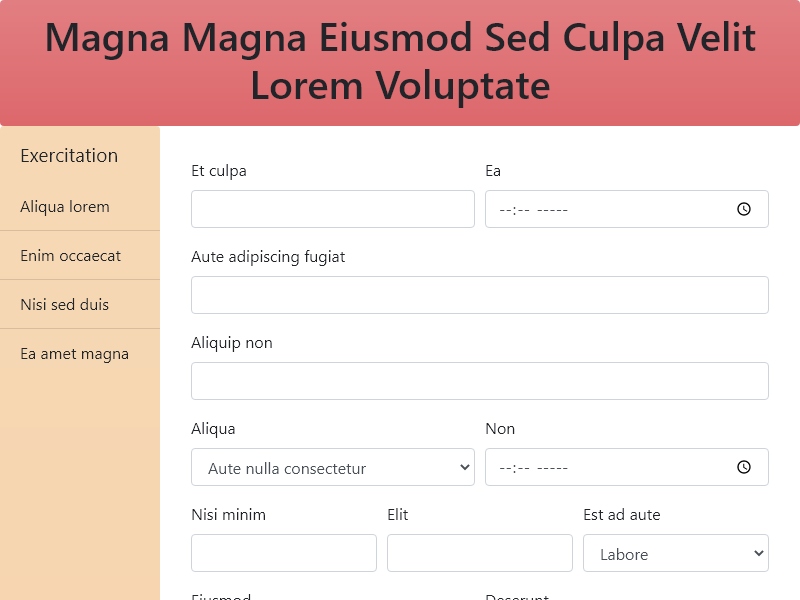 Magna Magna Eiusmod Sed Culpa Velit
Lorem Voluptate
Exercitation
Aliqua lorem
Enim occaecat
Nisi sed duis
Ea amet magna
Et culpa
Ea
--:-- -----
Aute adipiscing fugiat
Aliquip non
Aliqua
Non
Aute nulla consectetur
--:-- -----
Nisi minim
Elit
Est ad aute
Labore
Eiusmod
Deserunt